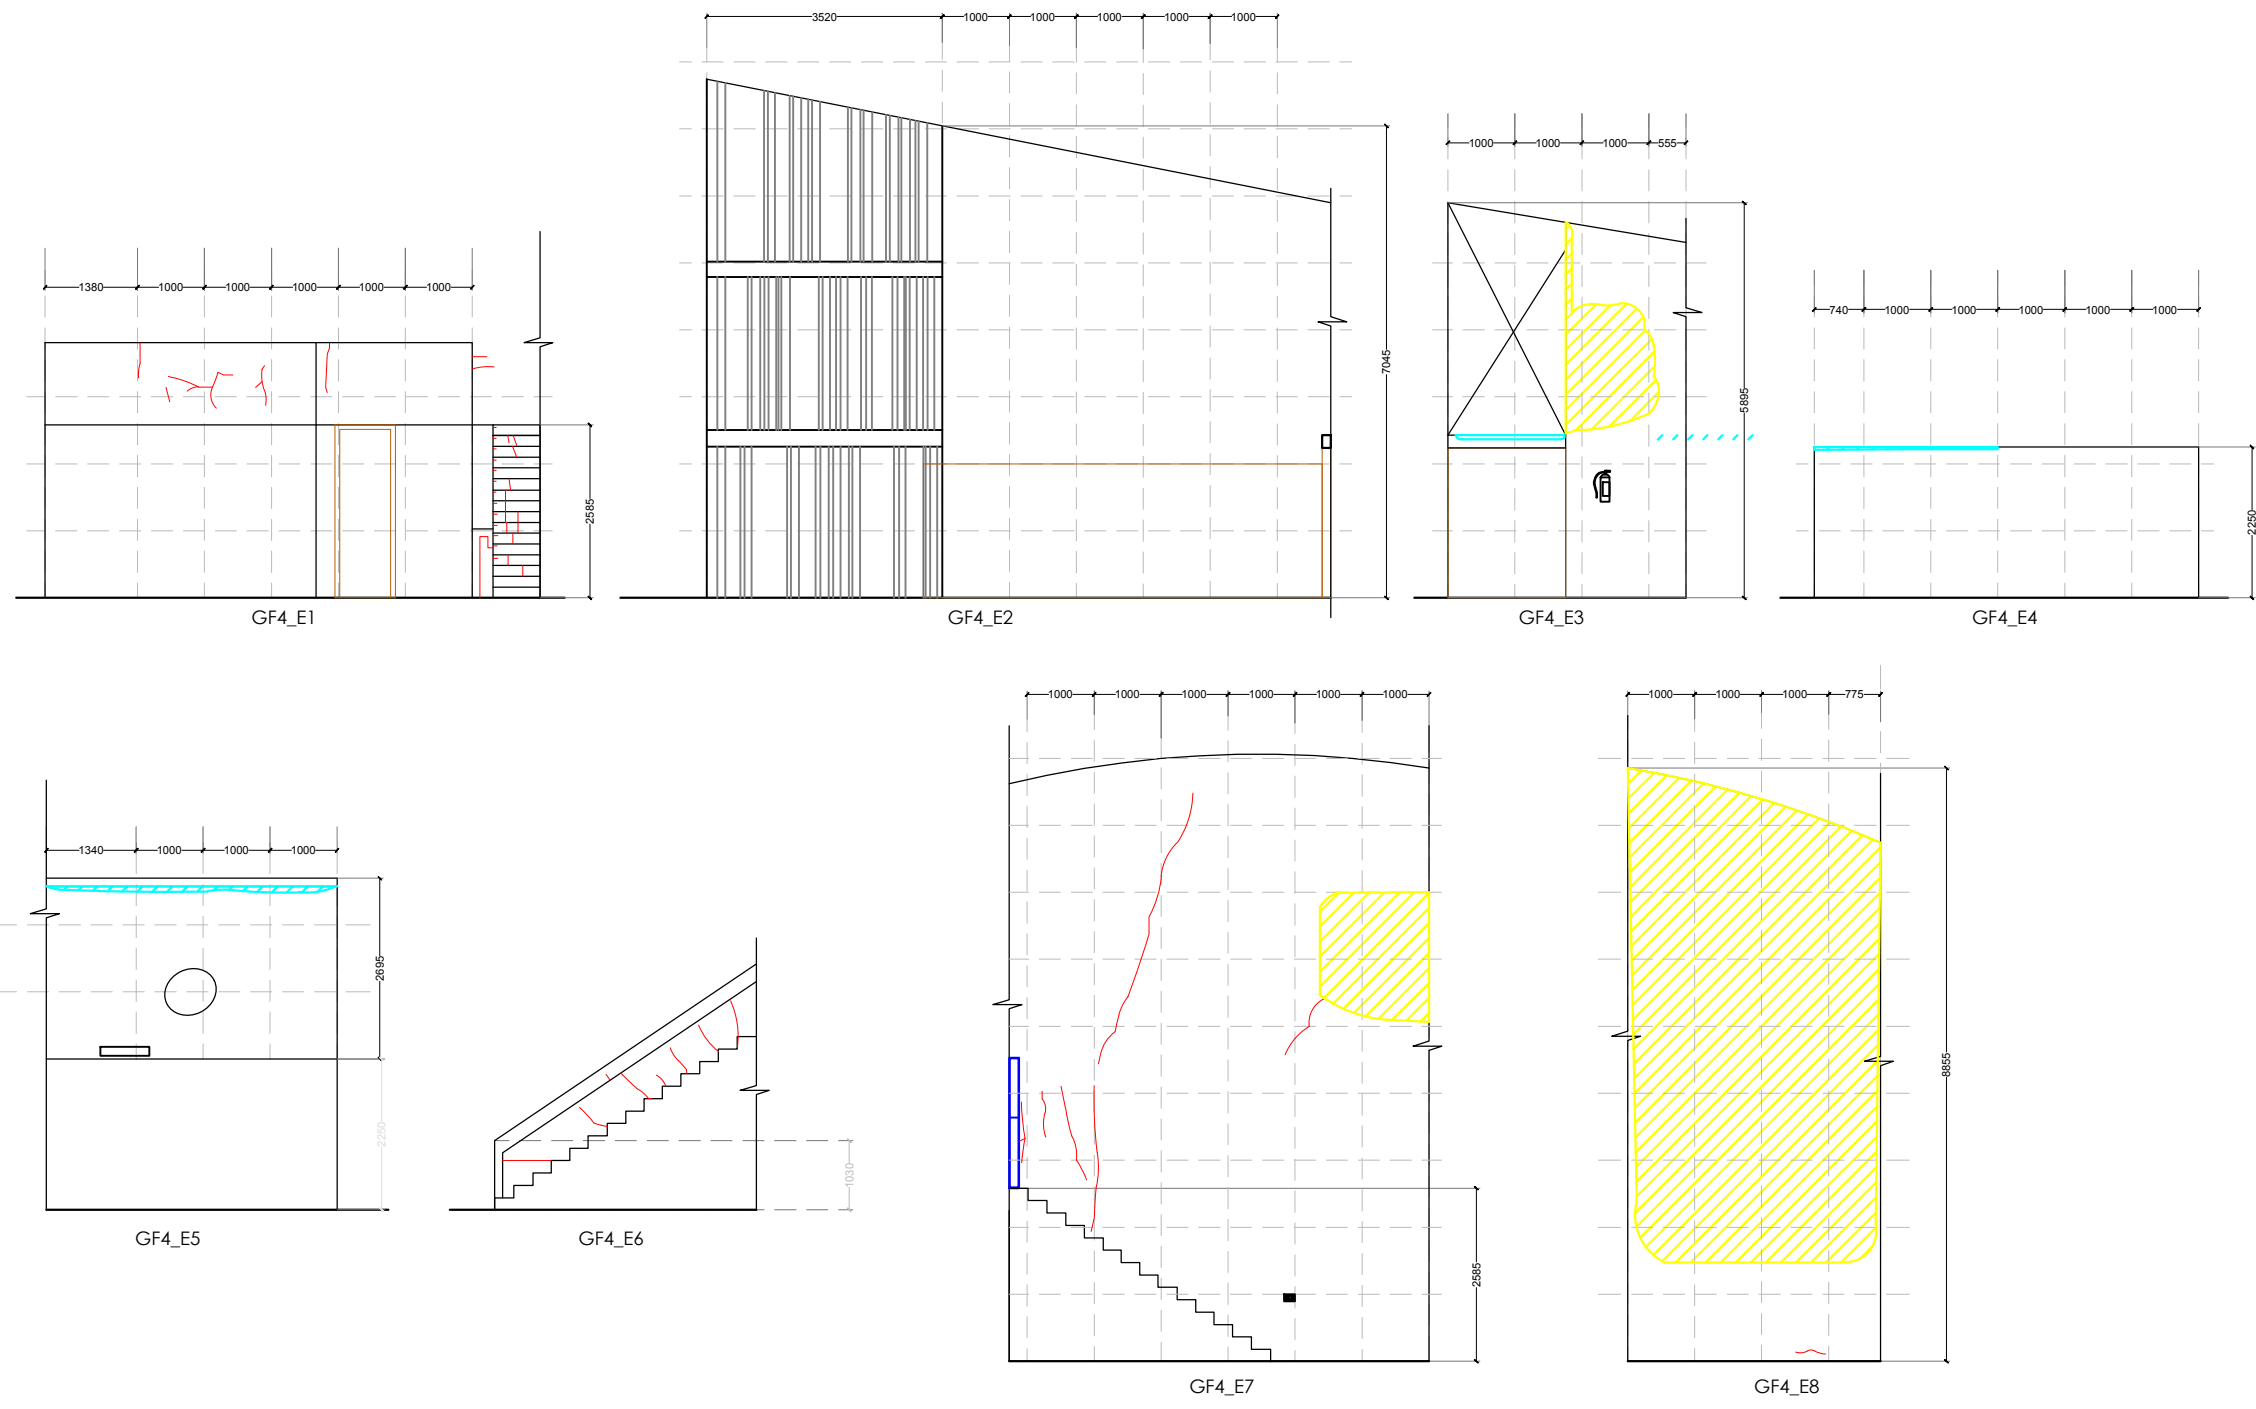 3520 1000 1000 1000 1000 1000
1000 1000 1000 555
1380 1000 1000 1000 1000 1000
740 1000 1000 1000 1000 1000
7045
5895
2585
2250
GF4_E1 GF4_E2 GF4_E3 GF4_E4
1000 1000 1000 1000 1000 1000
1000 1000 1000 775
1340 1000 1000 1000
2695
8855
2250
1030
2585
GF4_E5 GF4_E6
GF4_E7 GF4_E8